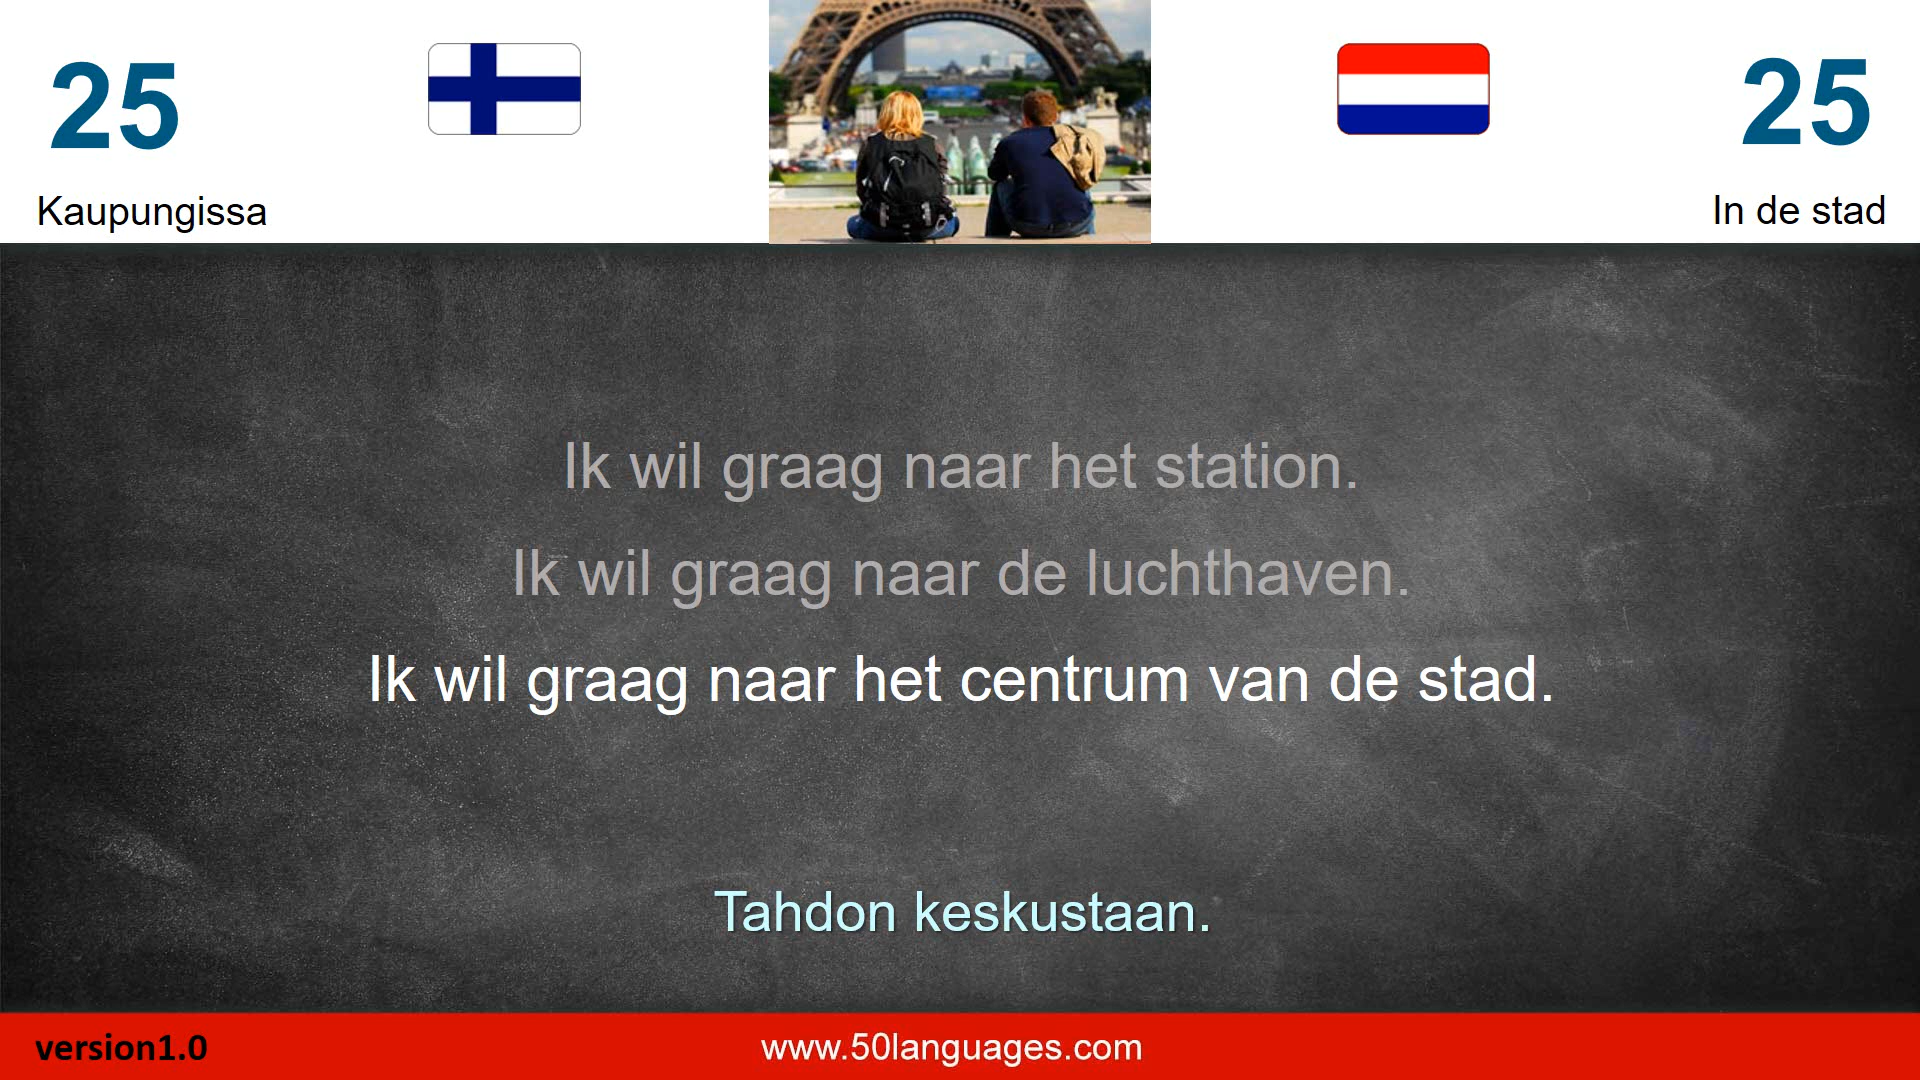 25
25
Kaupungissa
In de stad
Ik wil graag naar het station.
Ik wil graag naar de luchthaven.
Ik wil graag naar het centrum van de stad.
Tahdon keskustaan.
version1.0
www.50languages.com